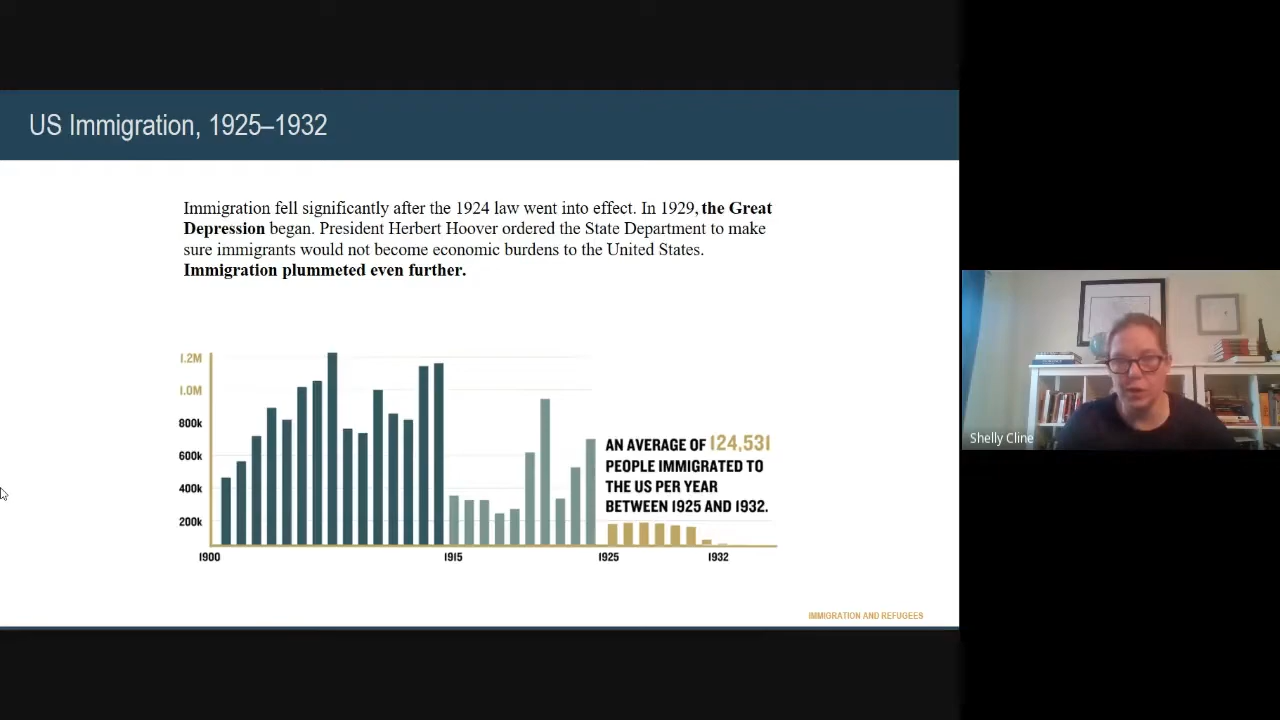 US Immigration, 1925–1932
Immigration fell significantly after the 1924 law went into effect. In 1929, the Great
Depression began. President Herbert Hoover ordered the State Department to make
sure immigrants would not become economic burdens to the United States.
Immigration plummeted even further.
1.2M
1.0M
800k
600k
400k
200k
AN AVERAGE OF 124,531
PEOPLE IMMIGRATED TO
THE US PER YEAR
BETWEEN 1925 AND 1932.
1900
1915
1925
1932
IMMIGRATION AND REFUGEES
Shelly Cline